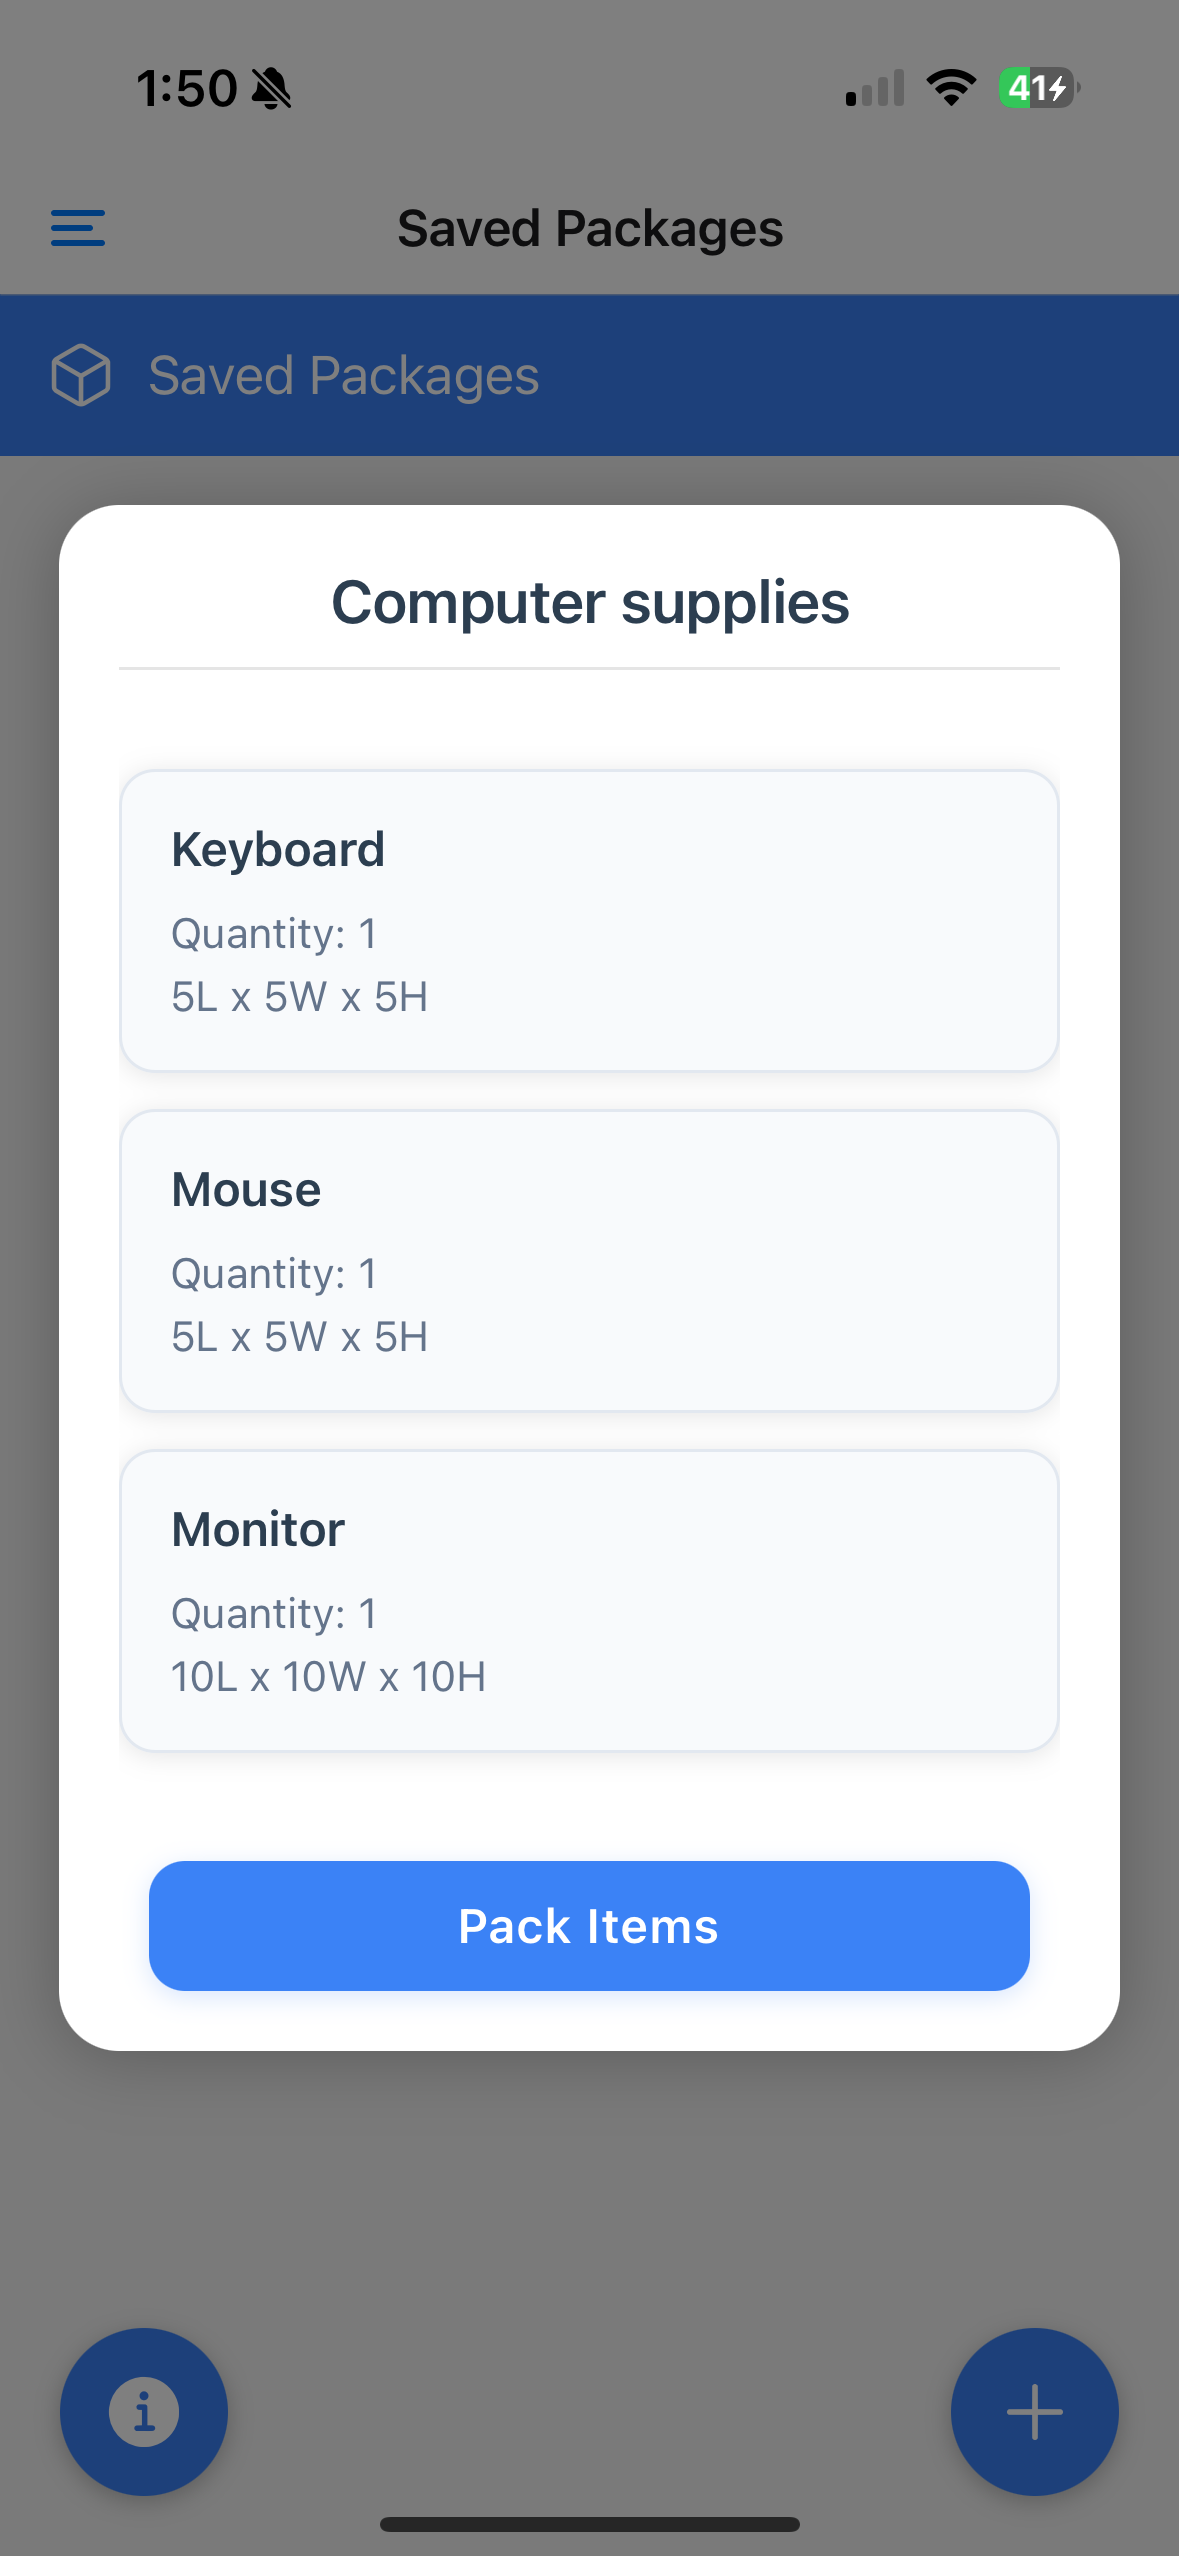 1:50
41
Saved Packages
Saved Packages
Computer supplies
Keyboard
Quantity: 1
5L x 5W x 5H
Mouse
Quantity: 1
5L x 5W x 5H
Monitor
Quantity: 1
10L x 10W x 10H
Pack Items